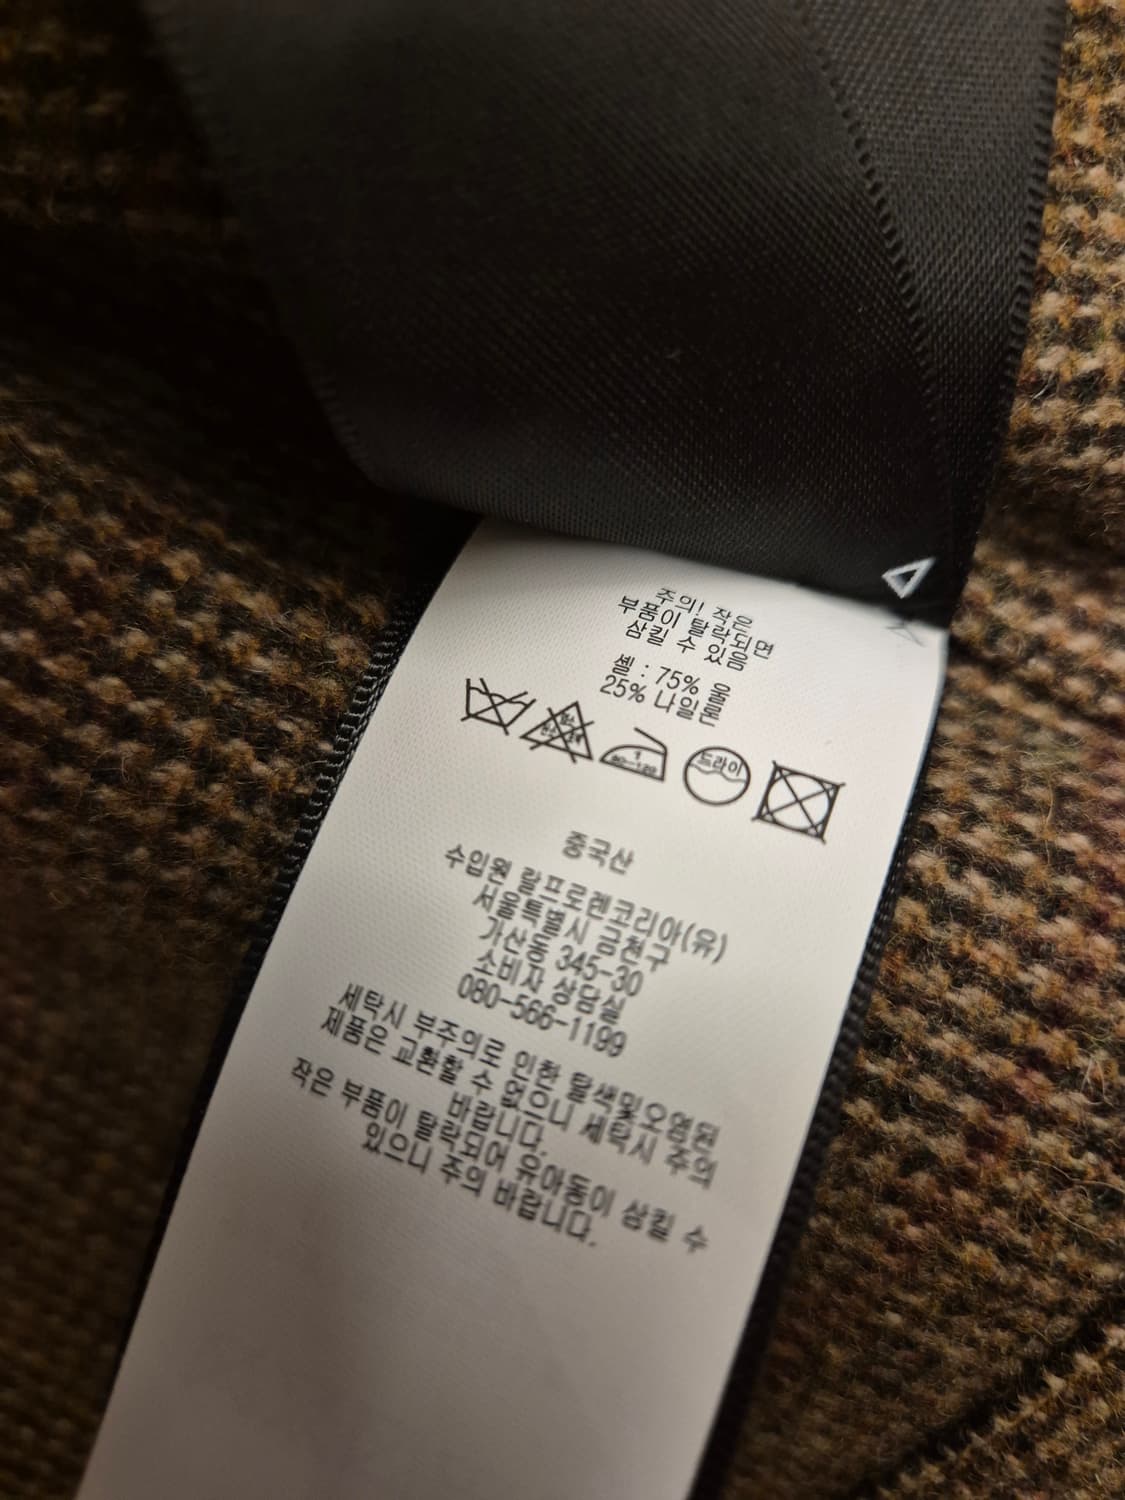 주의! 작은
부품이 탈락되면
삼킬 수 있음
쉘 : 75% 울
25% 나일론
1
80-120
드라이
중국산
수입원 랄프로렌코리아(유)
서울특별시 금천구
가산동 345-30
소비자 상담실
080-566-1199
세탁시 부주의로 인한 탈색및오염된
제품은 교환할 수 없으니 세탁시 주의
바랍니다.
작은 부품이 탈락되어 유아동이 삼킬 수
있으니 주의 바랍니다.